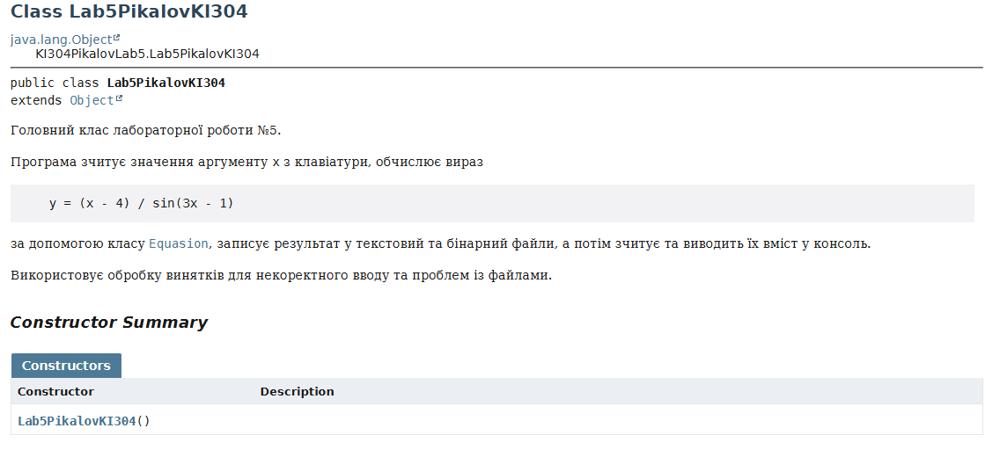 Class Lab5PikalovKI304
java.lang.Object
KI304PikalovLab5.Lab5PikalovKI304
public class Lab5PikalovKI304
extends Object
Головний клас лабораторної роботи №5.
Програма зчитує значення аргументу x з клавіатури, обчислює вираз
y = (x - 4) / sin(3x - 1)
за допомогою класу Equasion, записує результат у текстовий та бінарний файли, а потім зчитує та виводить їх вміст у консоль.
Використовує обробку винятків для некоректного вводу та проблем із файлами.
Constructor Summary
Constructors
Constructor Description
Lab5PikalovKI304()